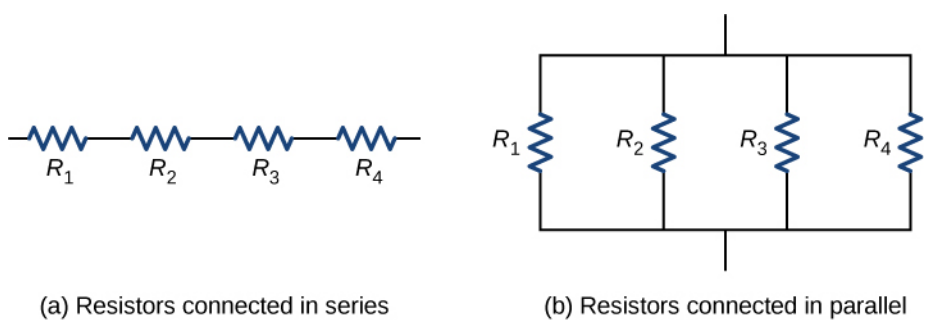 R1 R2 R3 R4
R1 R2 R3 R4
(a) Resistors connected in series
(b) Resistors connected in parallel